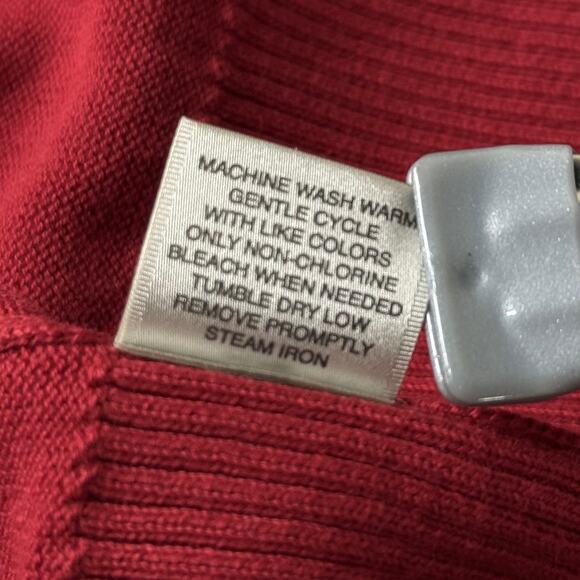 MACHINE WASH WARM
GENTLE CYCLE
WITH LIKE COLORS
ONLY NON-CHLORINE
BLEACH WHEN NEEDED
TUMBLE DRY LOW
REMOVE PROMPTLY
STEAM IRON